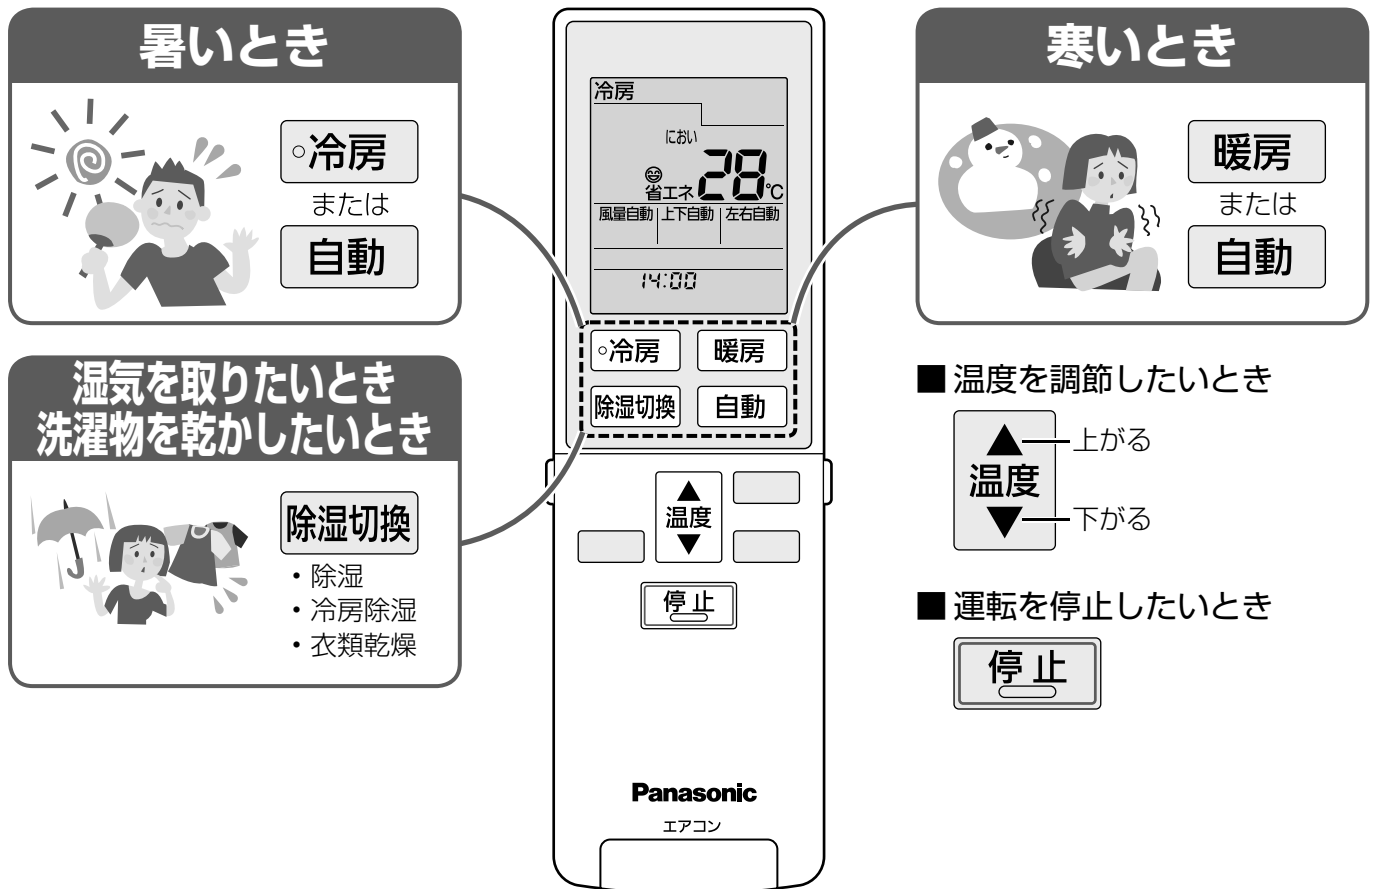 暑いとき
○冷房
または
自動
湿気を取りたいとき
洗濯物を乾かしたいとき
除湿切換
・除湿
・冷房除湿
・衣類乾燥
冷房
におい
省エネ 28℃
風量自動 上下自動 左右自動
14:00
○冷房 暖房
除湿切換 自動
▲
温度
▼
停止
Panasonic
エアコン
寒いとき
暖房
または
自動
■ 温度を調節したいとき
▲ 上がる
温度
▼ 下がる
■ 運転を停止したいとき
停止